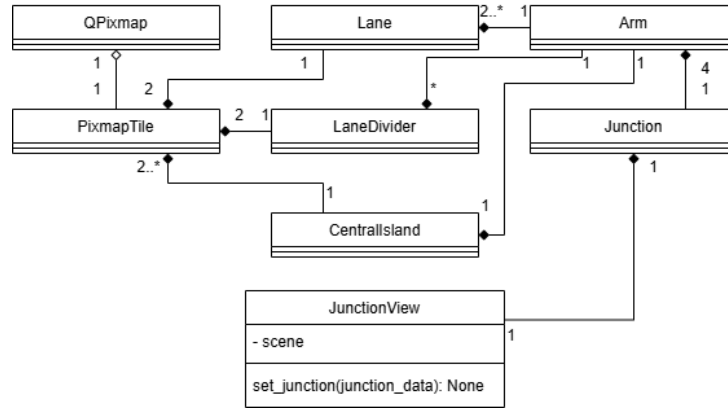 QPixmap
Lane
2..*
1
Arm
1
1
2
1
*
1
1
4
1
PixmapTile
2
1
LaneDivider
Junction
2..*
1
1
1
CentralIsland
JunctionView
1
- scene
set_junction(junction_data): None